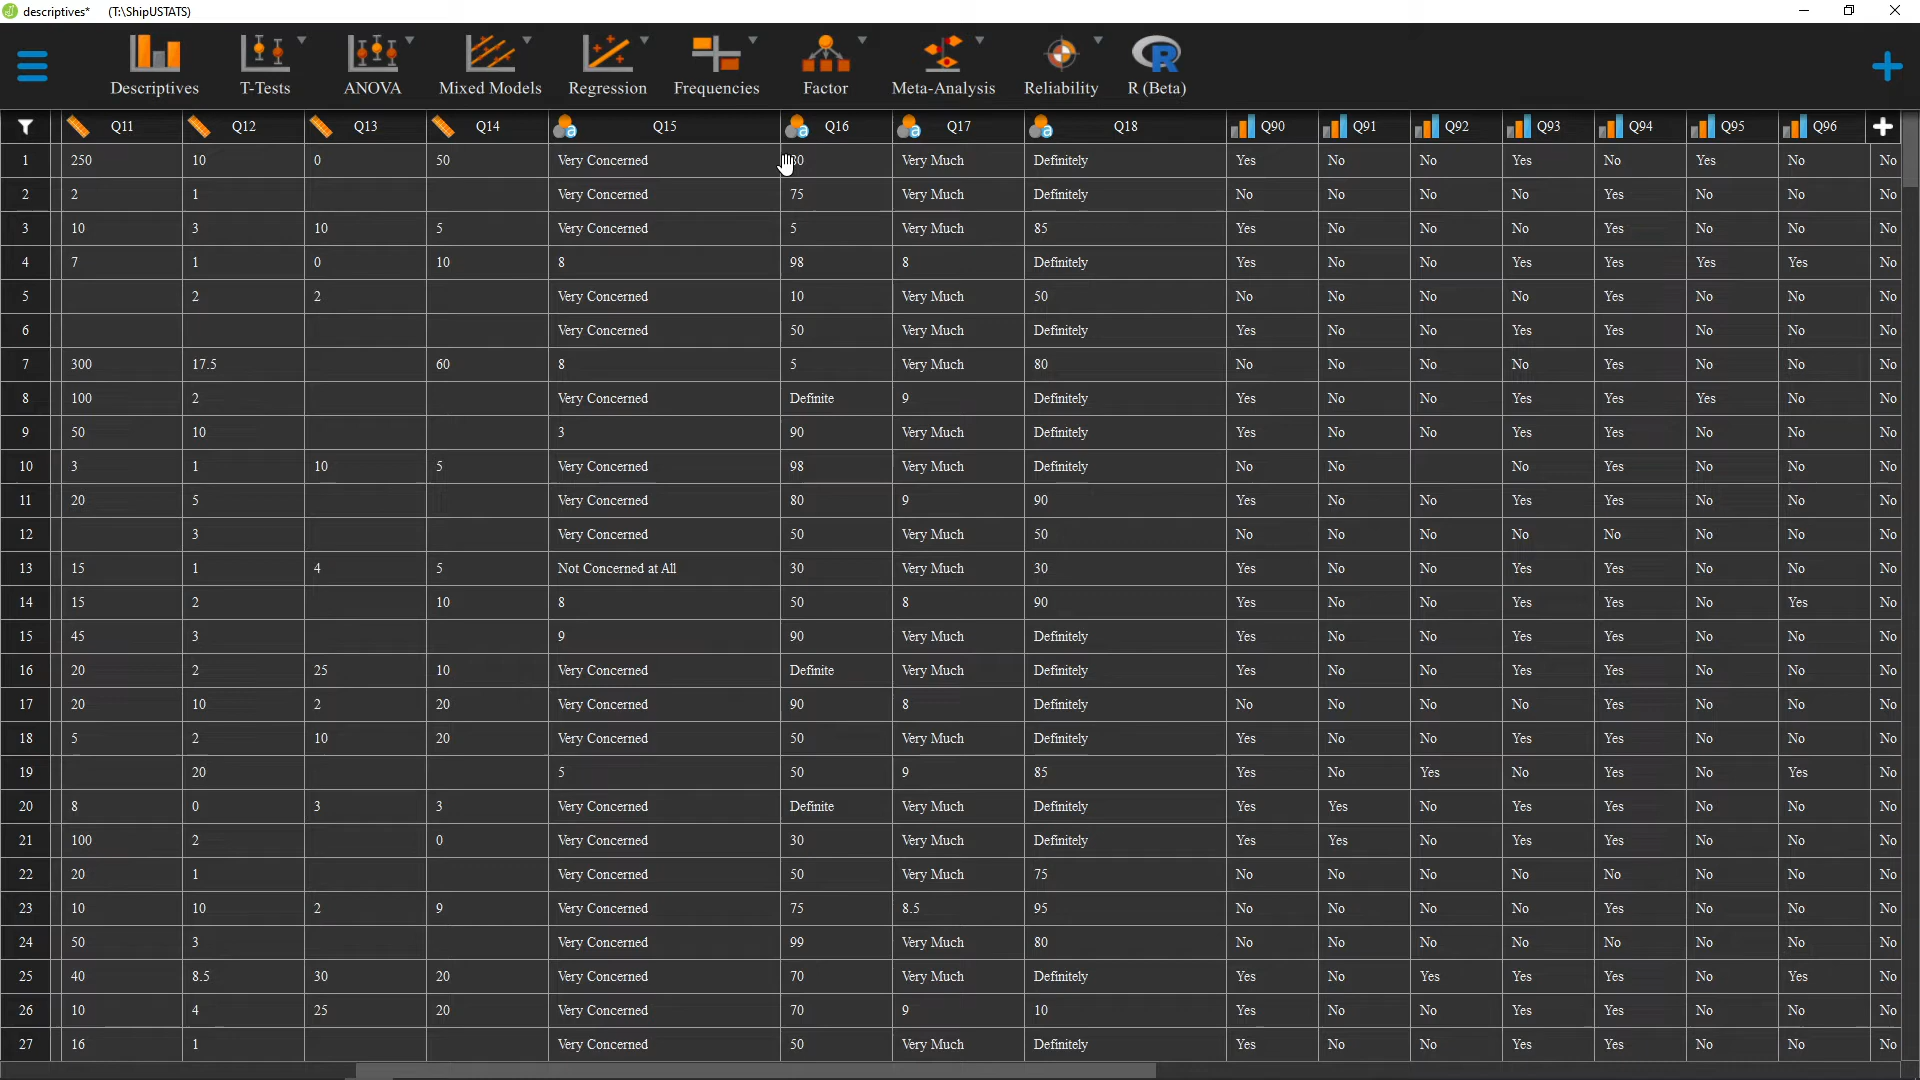 descriptives* (T:\ShipUSTATS)
Descriptives T-Tests ANOVA Mixed Models Regression Frequencies Factor Meta-Analysis Reliability R (Beta)
Q11 Q12 Q13 Q14 Q15 Q16 Q17 Q18 Q90 Q91 Q92 Q93 Q94 Q95 Q96
1 250 10 0 50 Very Concerned Very Much Definitely Yes No No Yes No Yes No No
2 2 1 Very Concerned 75 Very Much Definitely No No No No Yes No No No
3 10 3 10 5 Very Concerned 5 Very Much 85 Yes No No No Yes No No No
4 7 1 0 10 8 98 8 Definitely Yes No No Yes Yes Yes Yes No
5 2 2 Very Concerned 10 Very Much 50 No No No No Yes No No No
6 Very Concerned 50 Very Much Definitely Yes No No Yes Yes No No No
7 300 17.5 60 8 5 Very Much 80 No No No No Yes No No No
8 100 2 Very Concerned Definite 9 Definitely Yes No No Yes Yes Yes No No
9 50 10 3 90 Very Much Definitely Yes No No Yes Yes No No No
10 3 1 10 5 Very Concerned 98 Very Much Definitely No No No Yes No No No
11 20 5 Very Concerned 80 9 90 Yes No No Yes Yes No No No
12 3 Very Concerned 50 Very Much 50 No No No No No No No No
13 15 1 4 5 Not Concerned at All 30 Very Much 30 Yes No No Yes Yes No No No
14 15 2 10 8 50 8 90 Yes No No Yes Yes No Yes No
15 45 3 9 90 Very Much Definitely Yes No No Yes Yes No No No
16 20 2 25 10 Very Concerned Definite Very Much Definitely Yes No No Yes Yes No No No
17 20 10 2 20 Very Concerned 90 8 Definitely No No No No Yes No No No
18 5 2 10 20 Very Concerned 50 Very Much Definitely Yes No No Yes Yes No No No
19 20 5 50 9 85 Yes No Yes No Yes No Yes No
20 8 0 3 3 Very Concerned Definite Very Much Definitely Yes Yes No Yes Yes No No No
21 100 2 0 Very Concerned 30 Very Much Definitely Yes Yes No Yes Yes No No No
22 20 1 Very Concerned 50 Very Much 75 No No No No No No No No
23 10 10 2 9 Very Concerned 75 8.5 95 No No No No Yes No No No
24 50 3 Very Concerned 99 Very Much 80 No No No No No No No No
25 40 8.5 30 20 Very Concerned 70 Very Much Definitely Yes No Yes Yes Yes No Yes No
26 10 4 25 20 Very Concerned 70 9 10 Yes No No Yes Yes No No No
27 16 1 Very Concerned 50 Very Much Definitely Yes No No Yes Yes No No No